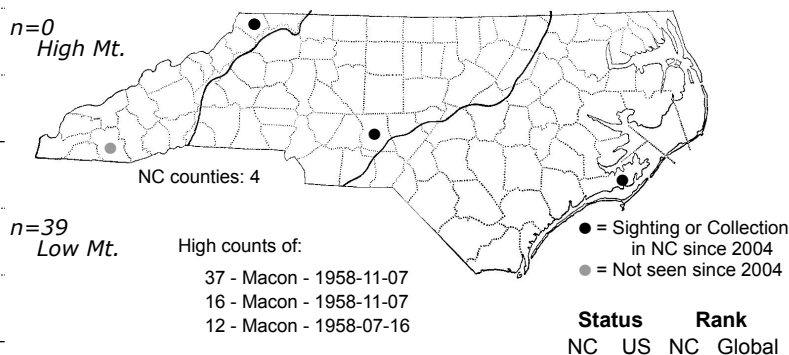 n=0
High Mt.
NC counties: 4
n=39
Low Mt.
High counts of:
37 - Macon - 1958-11-07
16 - Macon - 1958-11-07
12 - Macon - 1958-07-16
● = Sighting or Collection
in NC since 2004
● = Not seen since 2004
Status Rank
NC US NC Global